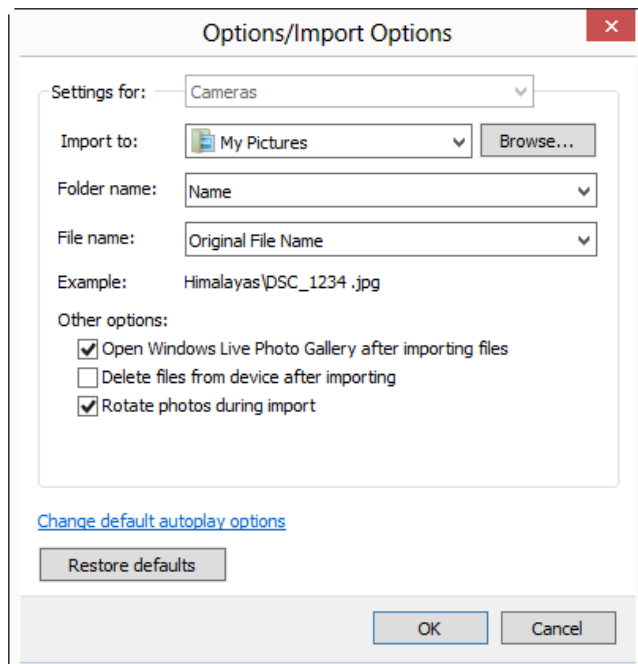 Options/Import Options
Settings for: Cameras
Import to: My Pictures Browse...
Folder name: Name
File name: Original File Name
Example: Himalayas\DSC_1234 .jpg
Other options:
Open Windows Live Photo Gallery after importing files
Delete files from device after importing
Rotate photos during import
Change default autoplay options
Restore defaults
OK Cancel